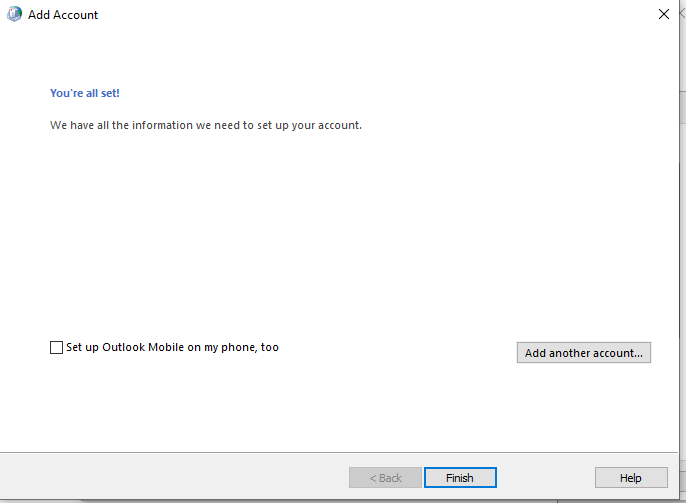 Add Account
You're all set!
We have all the information we need to set up your account.
Set up Outlook Mobile on my phone, too
Add another account...
< Back
Finish
Help